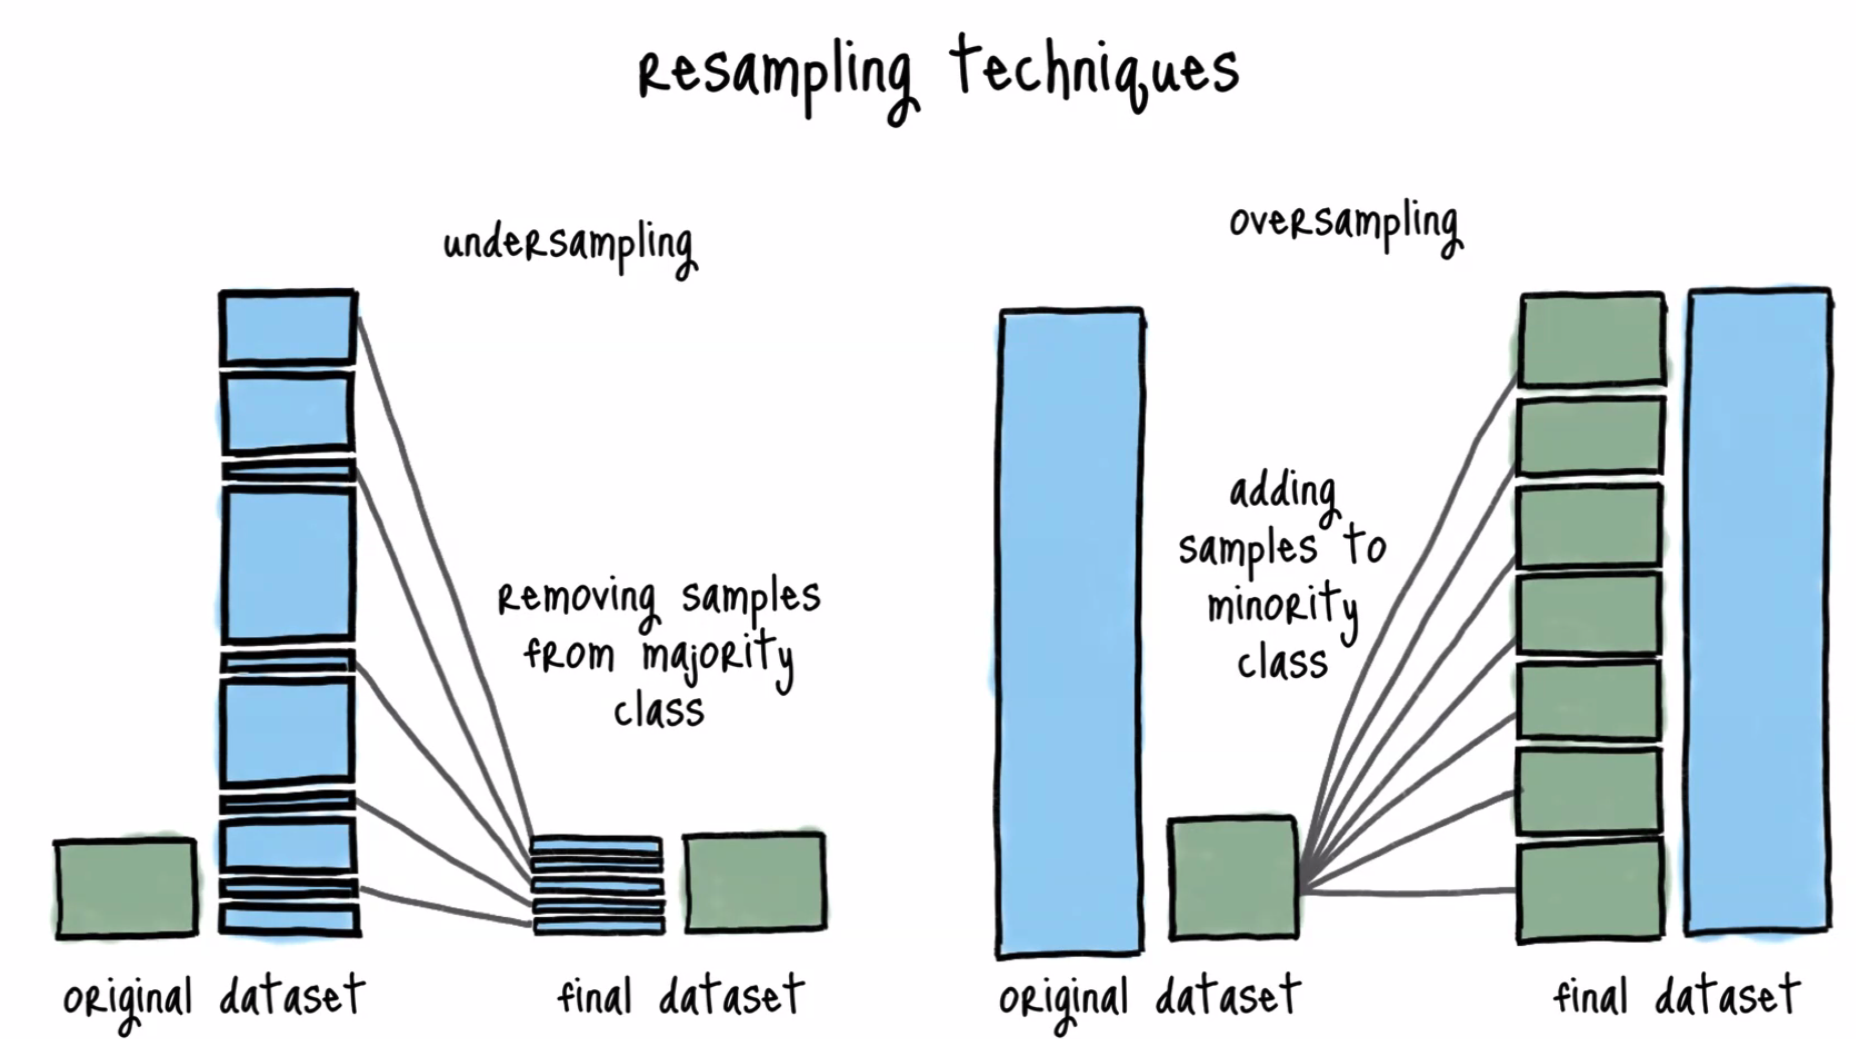 Resampling Techniques
undersampling
removing samples
from majority
class
original dataset
final dataset
oversampling
adding
samples to
minority
class
original dataset
final dataset